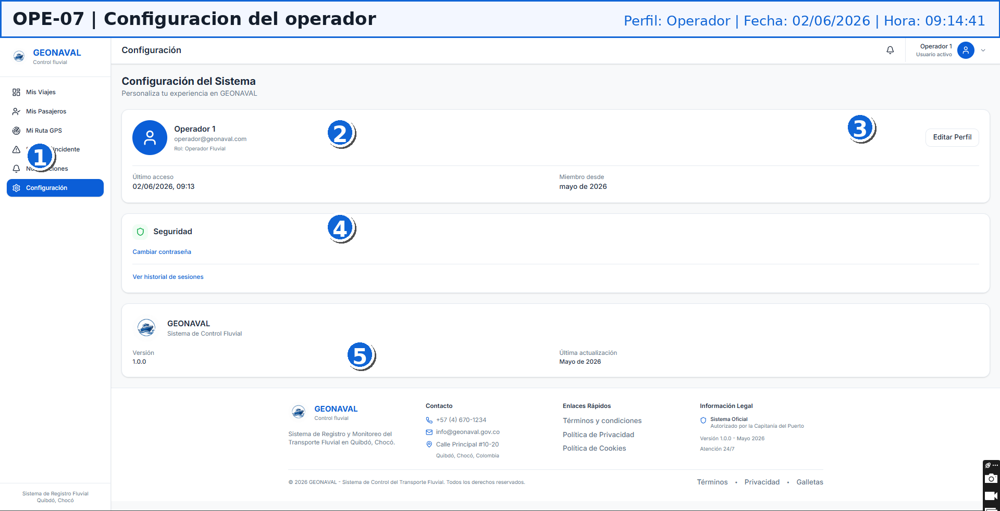 OPE-07 | Configuracion del operador
Perfil: Operador | Fecha: 02/06/2026 | Hora: 09:14:41
GEONAVAL
Control fluvial
Configuración
Operador 1
Usuario activo
Mis Viajes
Mis Pasajeros
Mi Ruta GPS
Incidente
1
Configuración
Sistema de Registro Fluvial
Quibdó, Chocó
Configuración del Sistema
Personaliza tu experiencia en GEONAVAL
Operador 1
operador@geonaval.com
Rol: Operador Fluvial
2
3
Editar Perfil
Último acceso
02/06/2026, 09:13
Miembro desde
mayo de 2026
4
Seguridad
Cambiar contraseña
Ver historial de sesiones
GEONAVAL
Sistema de Control Fluvial
Versión
1.0.0
5
Última actualización
Mayo de 2026
GEONAVAL
Control fluvial
Sistema de Registro y Monitoreo del
Transporte Fluvial en Quibdó, Chocó.
Contacto
+57 (4) 670-1234
info@geonaval.gov.co
Calle Principal #10-20
Quibdó, Chocó, Colombia
Enlaces Rápidos
Términos y condiciones
Política de Privacidad
Política de Cookies
Información Legal
Sistema Oficial
Autorizado por la Capitanía del Puerto
Versión 1.0.0 - Mayo 2026
Atención 24/7
© 2026 GEONAVAL - Sistema de Control del Transporte Fluvial. Todos los derechos reservados.
Términos • Privacidad • Galletas